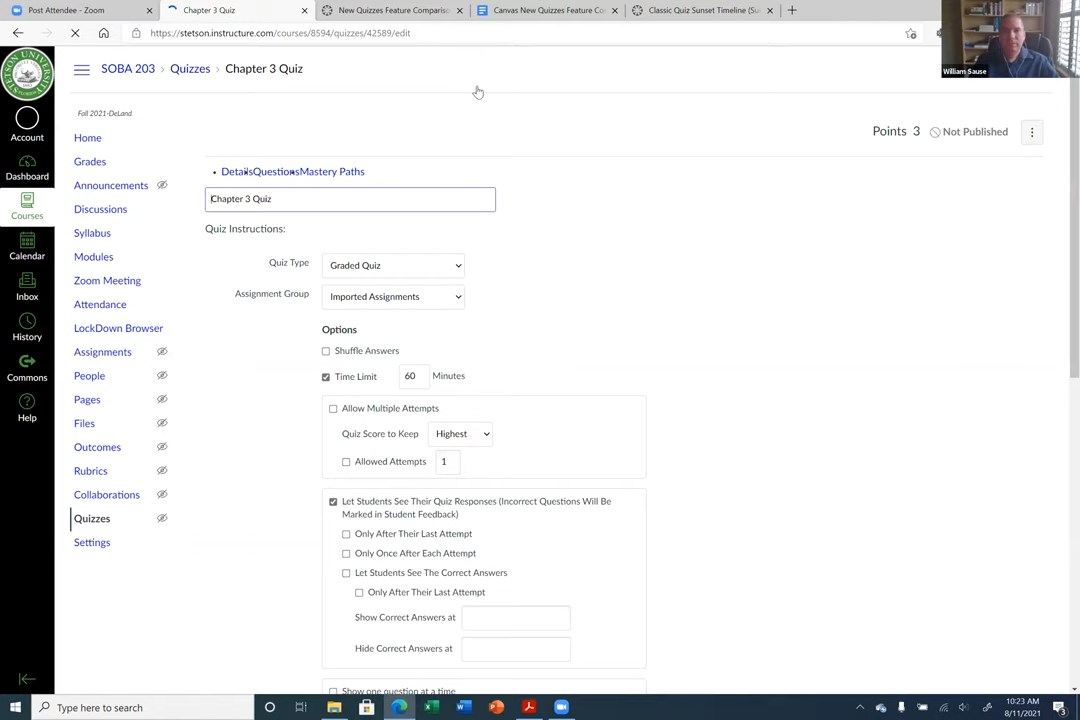 Post Attendee - Zoom
Chapter 3 Quiz
New Quizzes Feature Comparison
Canvas New Quizzes Feature Co
Classic Quiz Sunset Timeline (Su
https://stetson.instructure.com/courses/8594/quizzes/42589/edit
William Sause
STETSON UNIVERSITY
SOBA 203 › Quizzes › Chapter 3 Quiz
Fall 2021-DeLand
Points 3 Not Published
Account
Dashboard
Courses
Calendar
Inbox
History
Commons
Help
Home
Grades
Announcements
Discussions
Syllabus
Modules
Zoom Meeting
Attendance
LockDown Browser
Assignments
People
Pages
Files
Outcomes
Rubrics
Collaborations
Quizzes
Settings
DetailsQuestionsMastery Paths
Chapter 3 Quiz
Quiz Instructions:
Quiz Type Graded Quiz
Assignment Group Imported Assignments
Options
Shuffle Answers
Time Limit 60 Minutes
Allow Multiple Attempts
Quiz Score to Keep Highest
Allowed Attempts 1
Let Students See Their Quiz Responses (Incorrect Questions Will Be
Marked in Student Feedback)
Only After Their Last Attempt
Only Once After Each Attempt
Let Students See The Correct Answers
Only After Their Last Attempt
Show Correct Answers at
Hide Correct Answers at
Show one question at a time
Type here to search
10:23 AM
8/11/2021
3